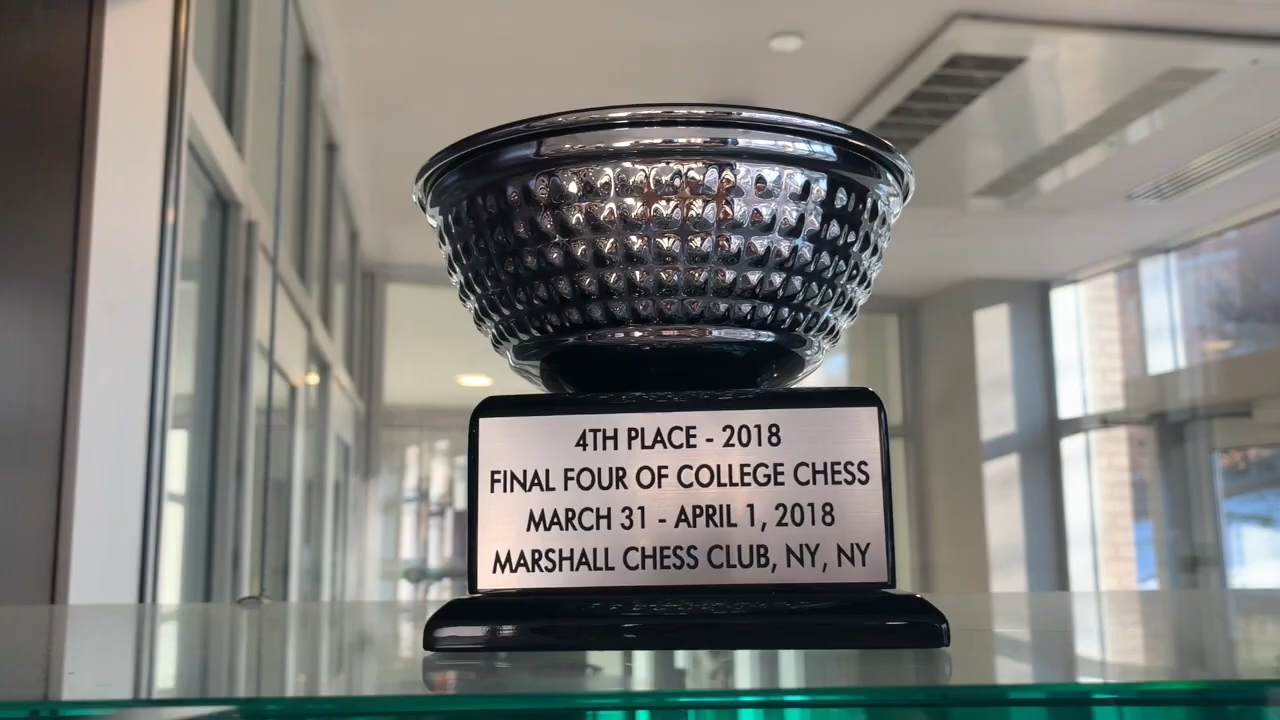 4TH PLACE - 2018
FINAL FOUR OF COLLEGE CHESS
MARCH 31 - APRIL 1, 2018
MARSHALL CHESS CLUB, NY, NY